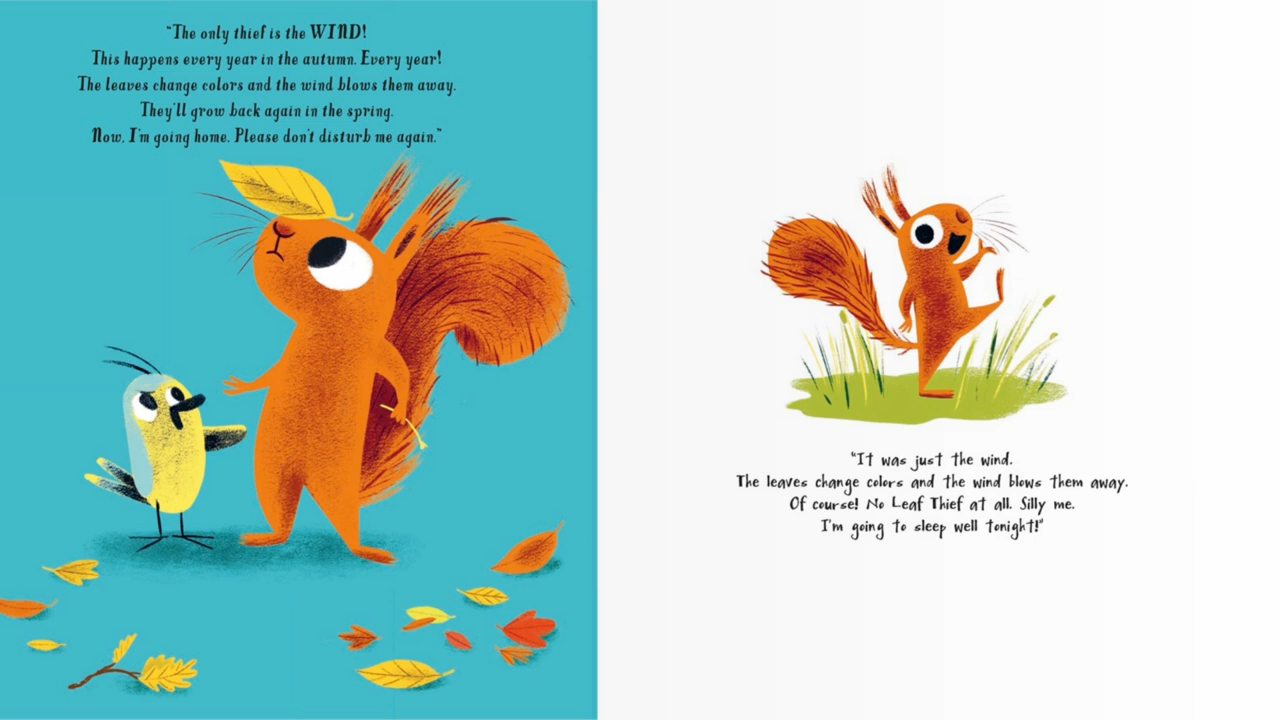 "The only thief is the WIND!
This happens every year in the autumn. Every year!
The leaves change colors and the wind blows them away.
They'll grow back again in the spring.
Now, I'm going home. Please don't disturb me again."
"It was just the wind.
The leaves change colors and the wind blows them away.
Of course! No Leaf Thief at all. Silly me.
I'm going to sleep well tonight!"